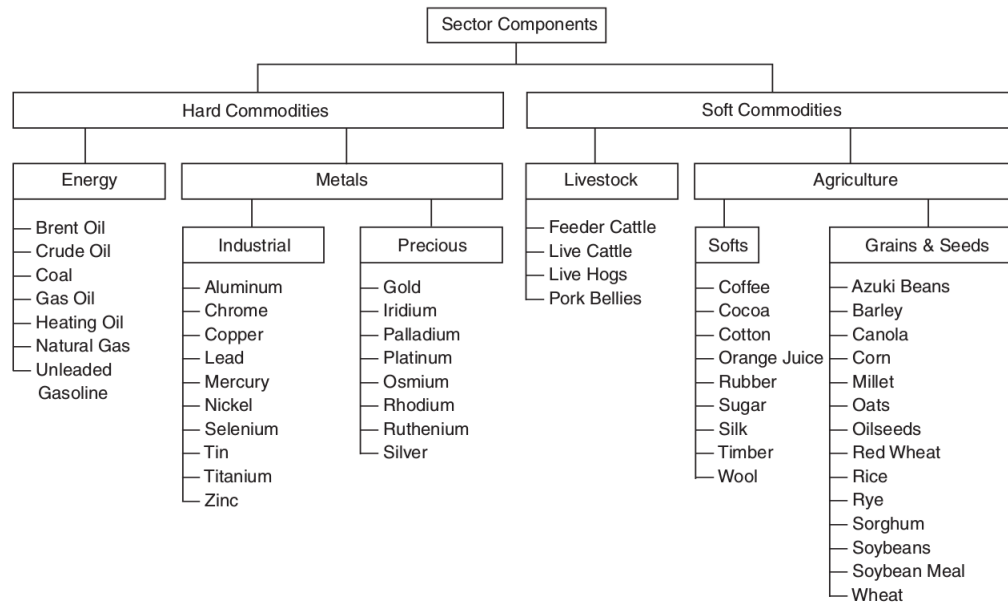 Sector Components
Hard Commodities
Soft Commodities
Energy
Metals
Livestock
Agriculture
Brent Oil
Crude Oil
Coal
Gas Oil
Heating Oil
Natural Gas
Unleaded
Gasoline
Industrial
Aluminum
Chrome
Copper
Lead
Mercury
Nickel
Selenium
Tin
Titanium
Zinc
Precious
Gold
Iridium
Palladium
Platinum
Osmium
Rhodium
Ruthenium
Silver
Feeder Cattle
Live Cattle
Live Hogs
Pork Bellies
Softs
Coffee
Cocoa
Cotton
Orange Juice
Rubber
Sugar
Silk
Timber
Wool
Grains & Seeds
Azuki Beans
Barley
Canola
Corn
Millet
Oats
Oilseeds
Red Wheat
Rice
Rye
Sorghum
Soybeans
Soybean Meal
Wheat